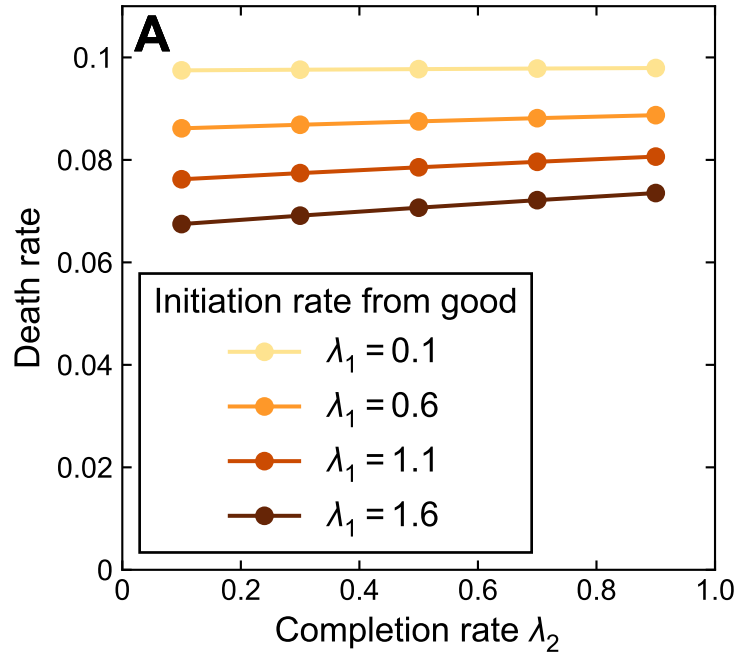 A
Death rate
0.1
0.08
0.06
0.04
0.02
0
Initiation rate from good
λ₁ = 0.1
λ₁ = 0.6
λ₁ = 1.1
λ₁ = 1.6
0 0.2 0.4 0.6 0.8 1.0
Completion rate λ₂